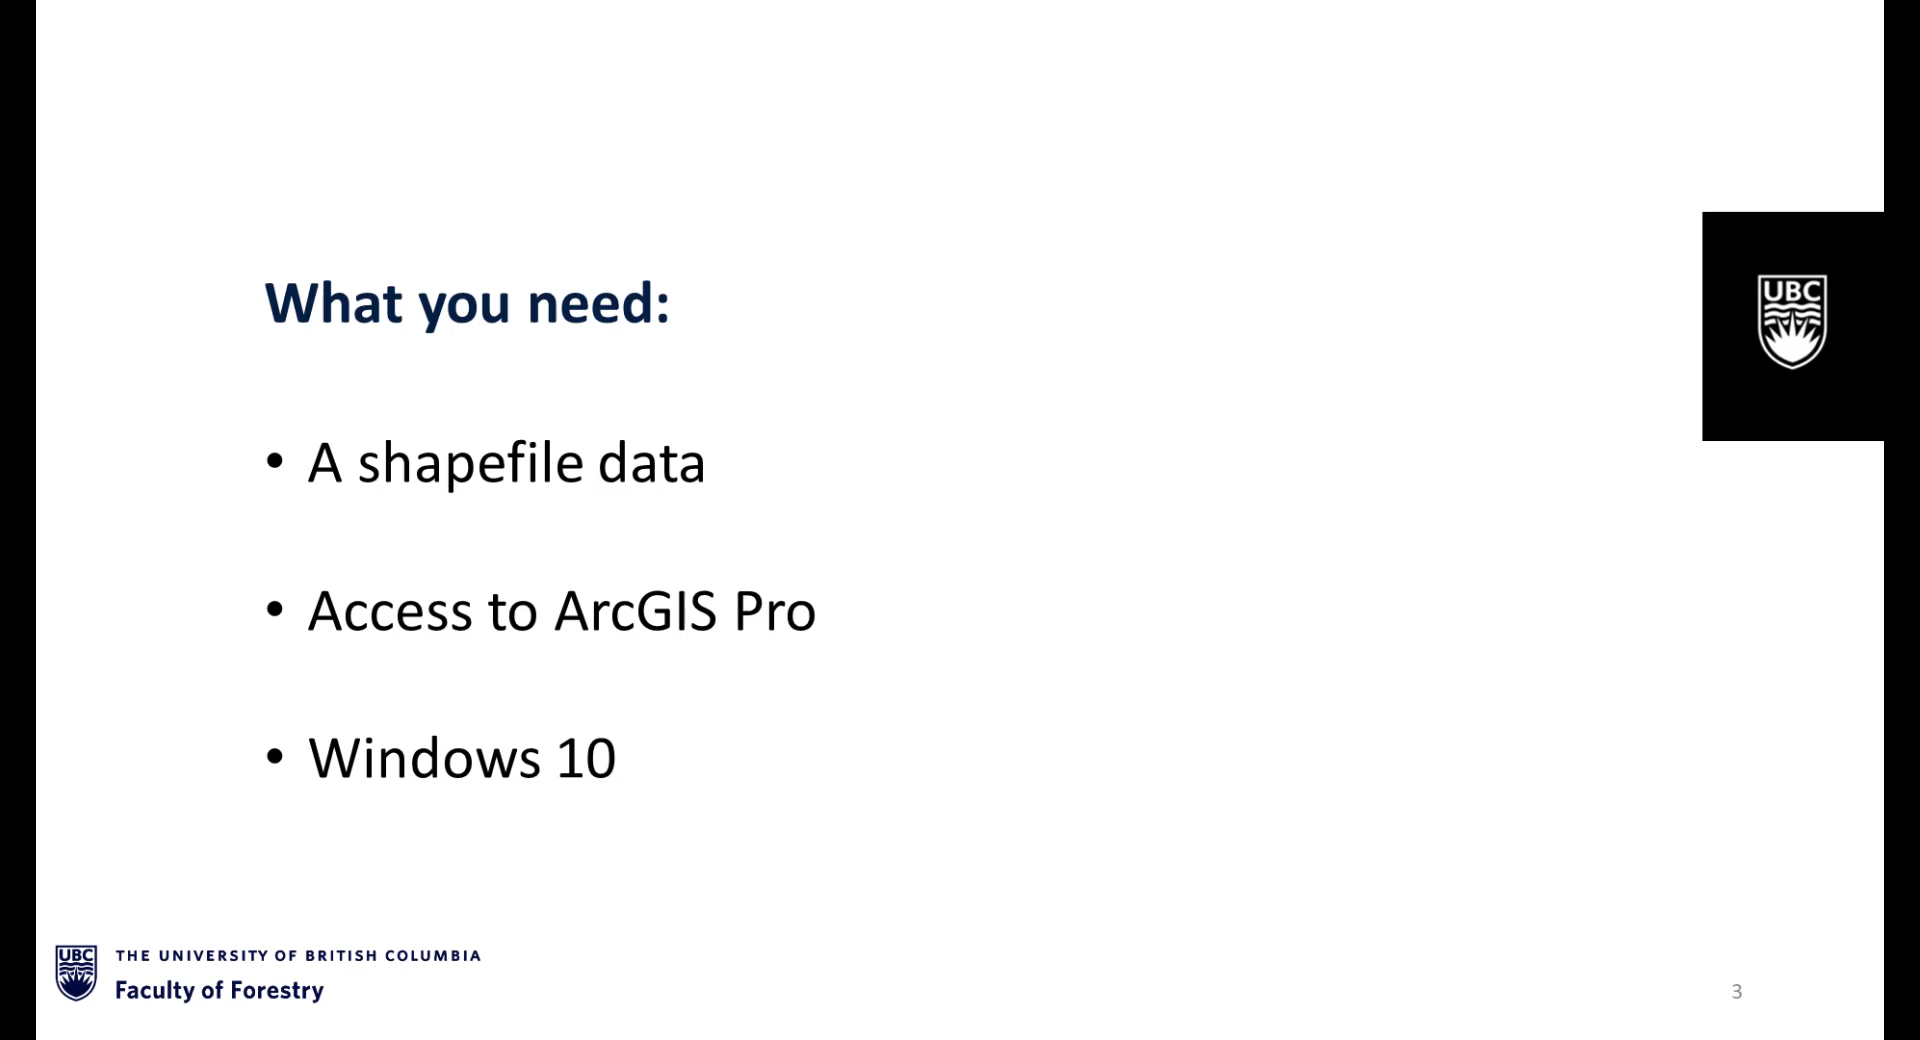 What you need:
UBC
• A shapefile data
• Access to ArcGIS Pro
• Windows 10
UBC
THE UNIVERSITY OF BRITISH COLUMBIA
Faculty of Forestry
3